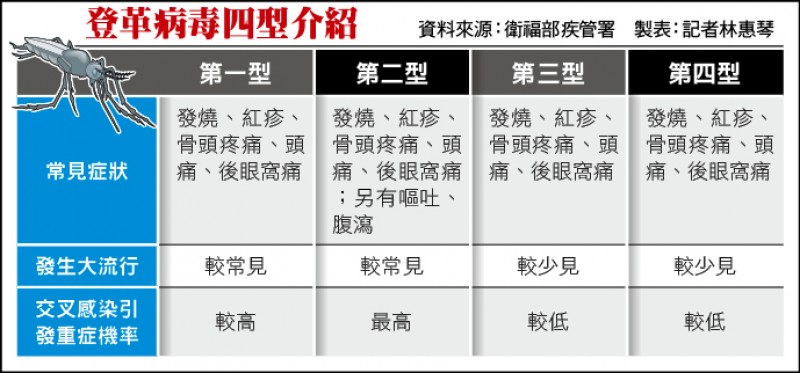 登革病毒四型介紹
資料來源：衛福部疾管署 製表：記者林惠琴
第一型 第二型 第三型 第四型
常見症狀
發燒、紅疹、
骨頭疼痛、頭
痛、後眼窩痛
發燒、紅疹、
骨頭疼痛、頭
痛、後眼窩痛
；另有嘔吐、
腹瀉
發燒、紅疹、
骨頭疼痛、頭
痛、後眼窩痛
發燒、紅疹、
骨頭疼痛、頭
痛、後眼窩痛
發生大流行 較常見 較常見 較少見 較少見
交叉感染引
發重症機率
較高 最高 較低 較低